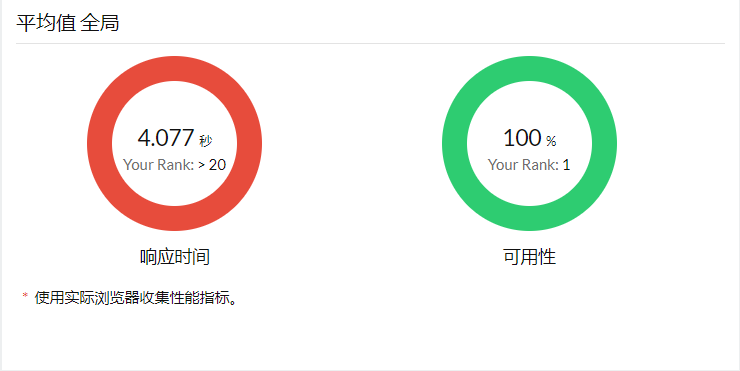 平均值 全局
4.077 秒
Your Rank: > 20
响应时间
100 %
Your Rank: 1
可用性
* 使用实际浏览器收集性能指标。